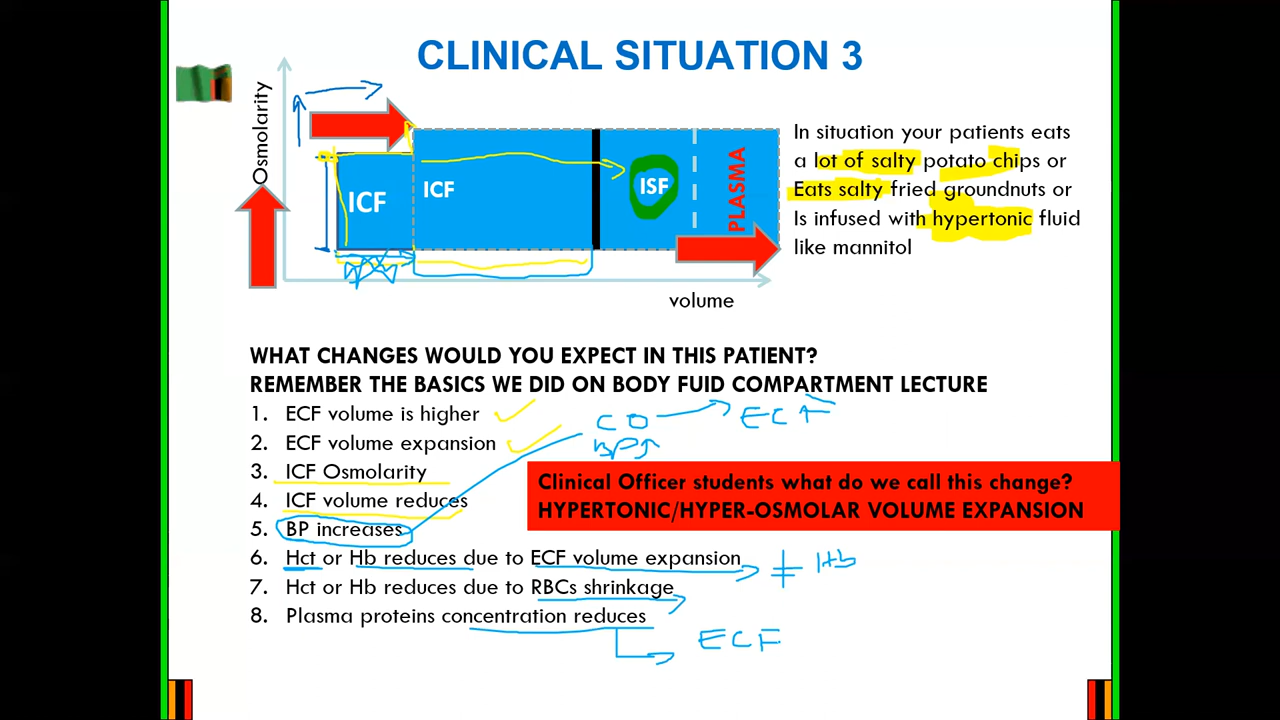 CLINICAL SITUATION 3
Osmolarity
ICF
ICF
ISF
PLASMA
volume
In situation your patients eats
a lot of salty potato chips or
Eats salty fried groundnuts or
Is infused with hypertonic fluid
like mannitol
WHAT CHANGES WOULD YOU EXPECT IN THIS PATIENT?
REMEMBER THE BASICS WE DID ON BODY FUID COMPARTMENT LECTURE
1. ECF volume is higher
2. ECF volume expansion
3. ICF Osmolarity
4. ICF volume reduces
5. BP increases
6. Hct or Hb reduces due to ECF volume expansion
7. Hct or Hb reduces due to RBCs shrinkage
8. Plasma proteins concentration reduces
CO → ECF
BP↑
Clinical Officer students what do we call this change?
HYPERTONIC/HYPER-OSMOLAR VOLUME EXPANSION
Hb
ECF